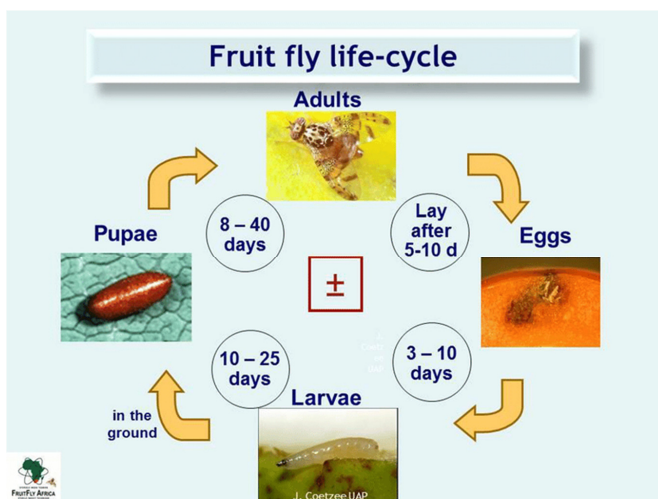 Fruit fly life-cycle
Adults
8 – 40
days
Lay
after
5-10 d
Pupae
Eggs
±
10 – 25
days
3 – 10
days
Larvae
in the
ground
J. Coetzee UAP
FRUITFLY AFRICA